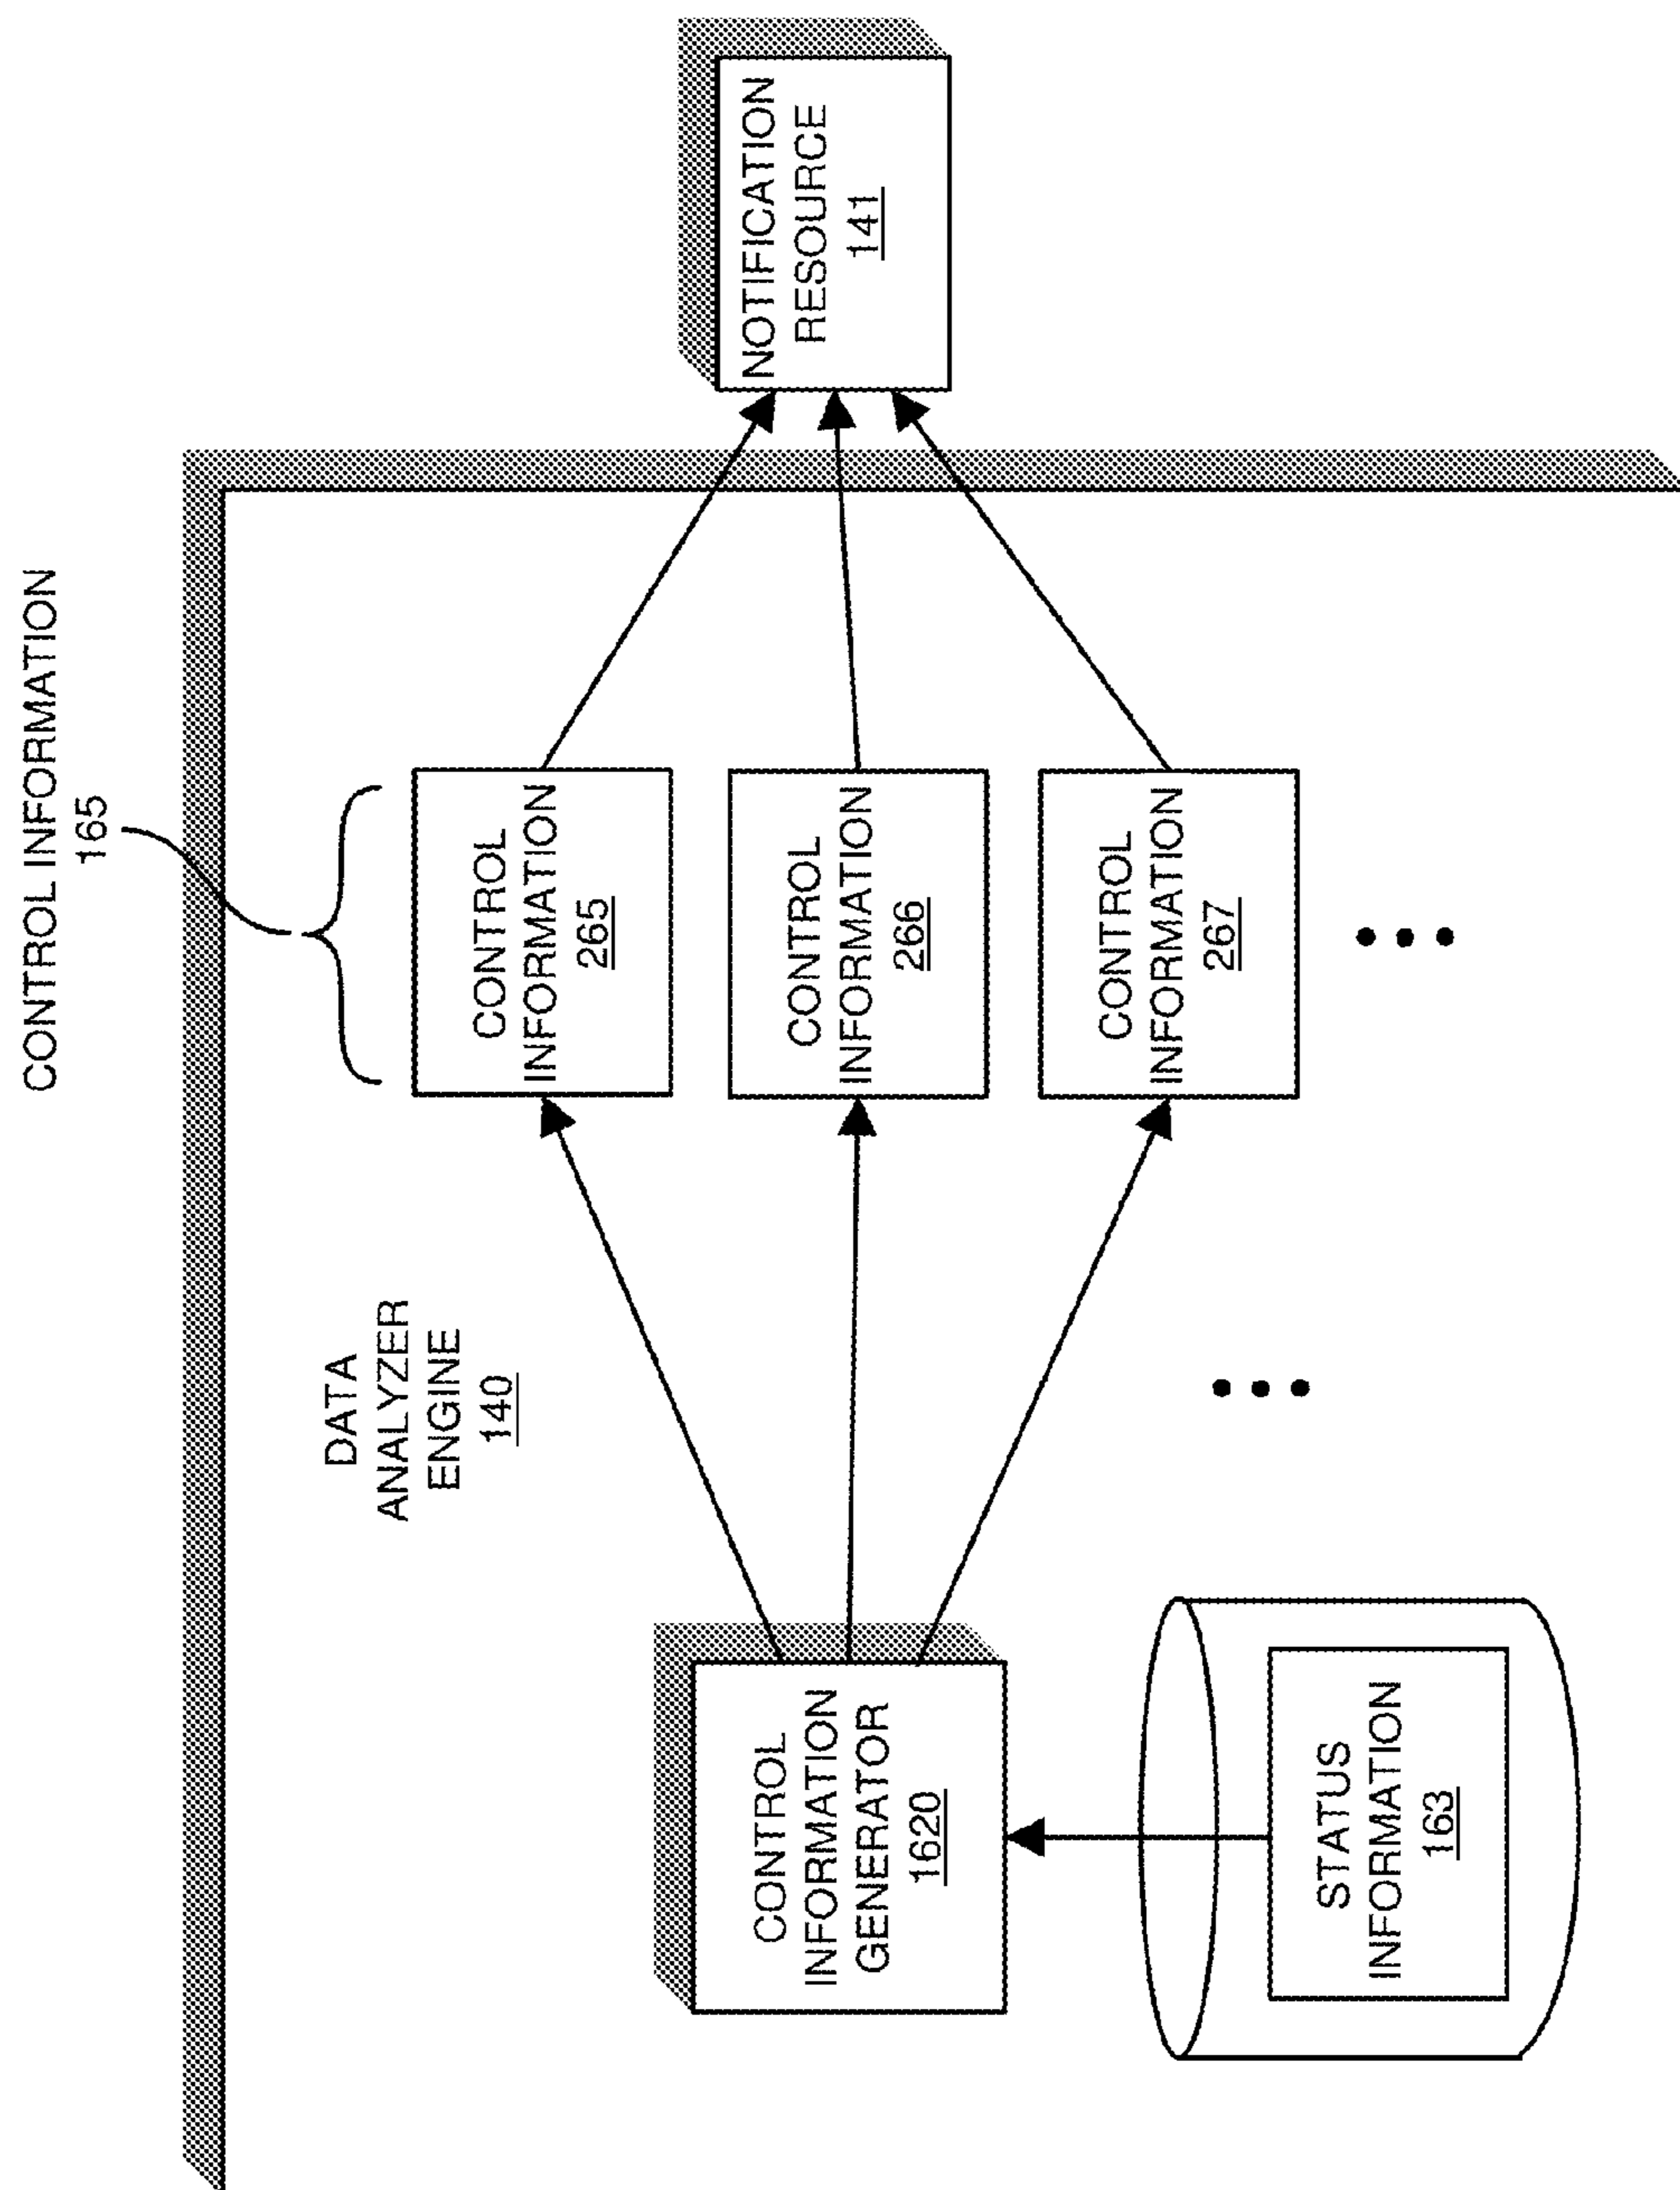 CONTROL INFORMATION
165
DATA
ANALYZER
ENGINE
140
CONTROL
INFORMATION
GENERATOR
1620
STATUS
INFORMATION
163
CONTROL
INFORMATION
265
CONTROL
INFORMATION
266
CONTROL
INFORMATION
267
NOTIFICATION
RESOURCE
141